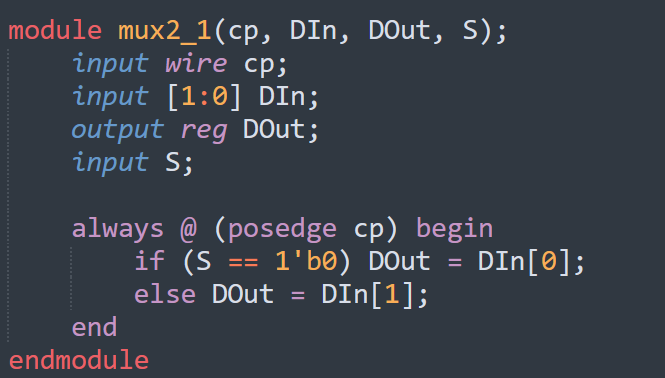 module mux2_1(cp, DIn, DOut, S);
    input wire cp;
    input [1:0] DIn;
    output reg DOut;
    input S;

    always @ (posedge cp) begin
        if (S == 1'b0) DOut = DIn[0];
        else DOut = DIn[1];
    end
endmodule